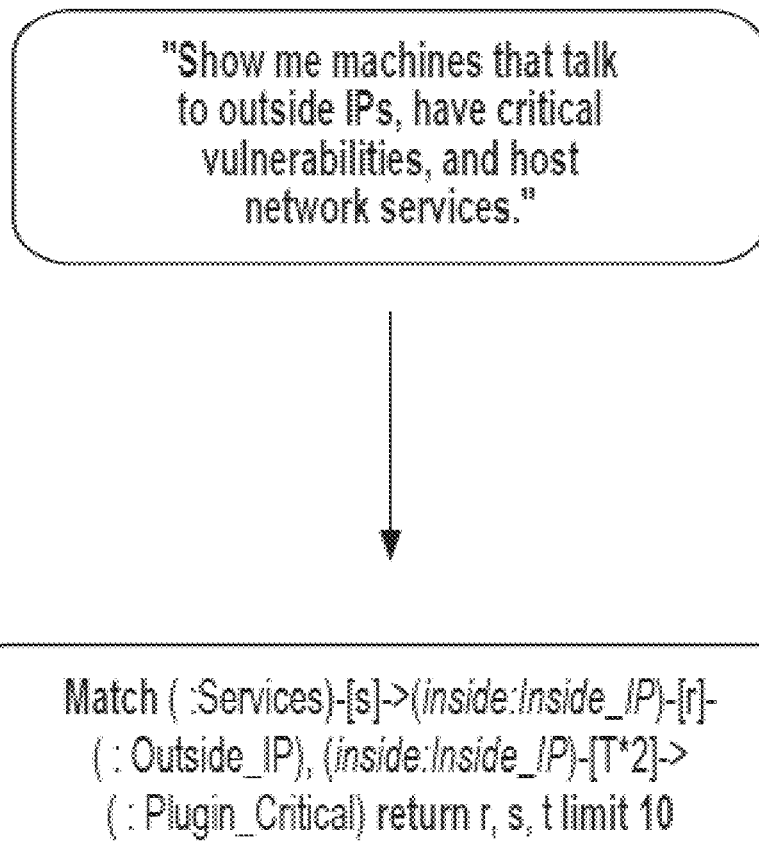 "Show me machines that talk
to outside IPs, have critical
vulnerabilities, and host
network services."
Match ( :Services)-[s]->(inside:Inside_IP)-[r]-
( : Outside_IP), (inside:Inside_IP)-[T*2]->
( : Plugin_Critical) return r, s, t limit 10